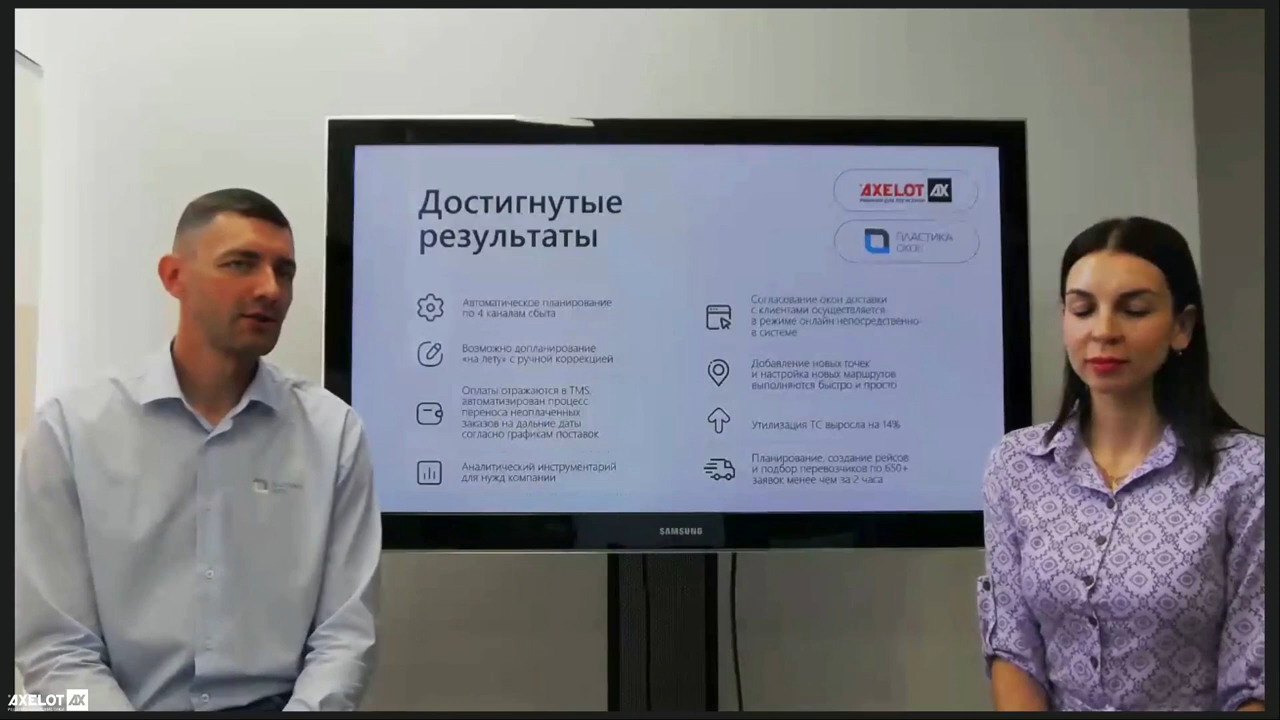 Достигнутые
результаты
AXELOT AX
ПЛАСТИКА
ОКОН
Автоматическое планирование
по 4 каналам сбыта
Возможно допланирование
«на лету» с ручной коррекцией
Оплаты отражаются в TMS,
автоматизирован процесс
переноса неоплаченных
заказов на дальние даты
согласно графикам поставок
Аналитический инструментарий
для нужд компании
Согласование окон доставки
с клиентами осуществляется
в режиме онлайн непосредственно
в системе
Добавление новых точек
и настройка новых маршрутов
выполняются быстро и просто
Утилизация ТС выросла на 14%
Планирование, создание рейсов
и подбор перевозчиков по 650+
заявок менее чем за 2 часа
SAMSUNG
AXELOT AX